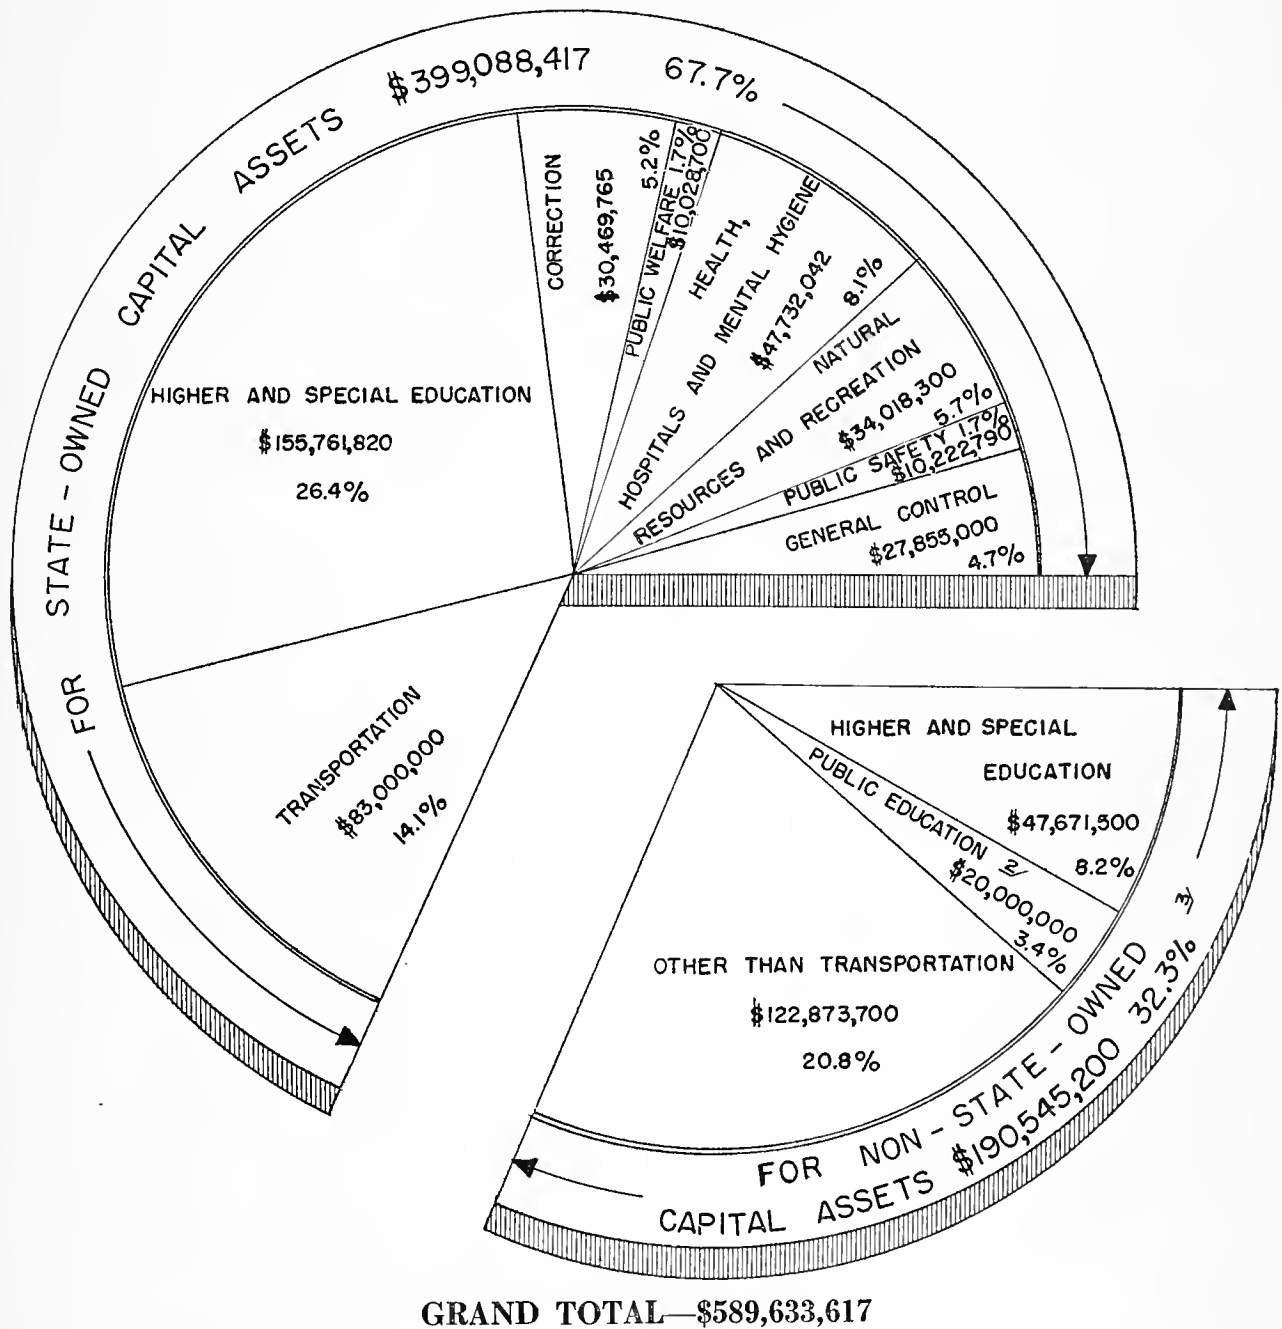 FOR STATE-OWNED CAPITAL ASSETS $399,088,417 67.7%
HIGHER AND SPECIAL EDUCATION
$155,761,820
26.4%
CORRECTION
$30,469,765
5.2%
PUBLIC WELFARE 1.7%
$10,028,700
HEALTH,
HOSPITALS AND MENTAL HYGIENE
$47,732,042
8.1%
NATURAL
RESOURCES AND RECREATION
$34,018,300
5.7%
PUBLIC SAFETY 1.7%
$10,222,790
GENERAL CONTROL
$27,855,000
4.7%
TRANSPORTATION
$83,000,000
14.1%
HIGHER AND SPECIAL
EDUCATION
$47,671,500
8.2%
PUBLIC EDUCATION 2/
$20,000,000
3.4%
OTHER THAN TRANSPORTATION
$122,873,700
20.8%
FOR NON-STATE-OWNED 3/
CAPITAL ASSETS $190,545,200 32.3%
GRAND TOTAL—$589,633,617